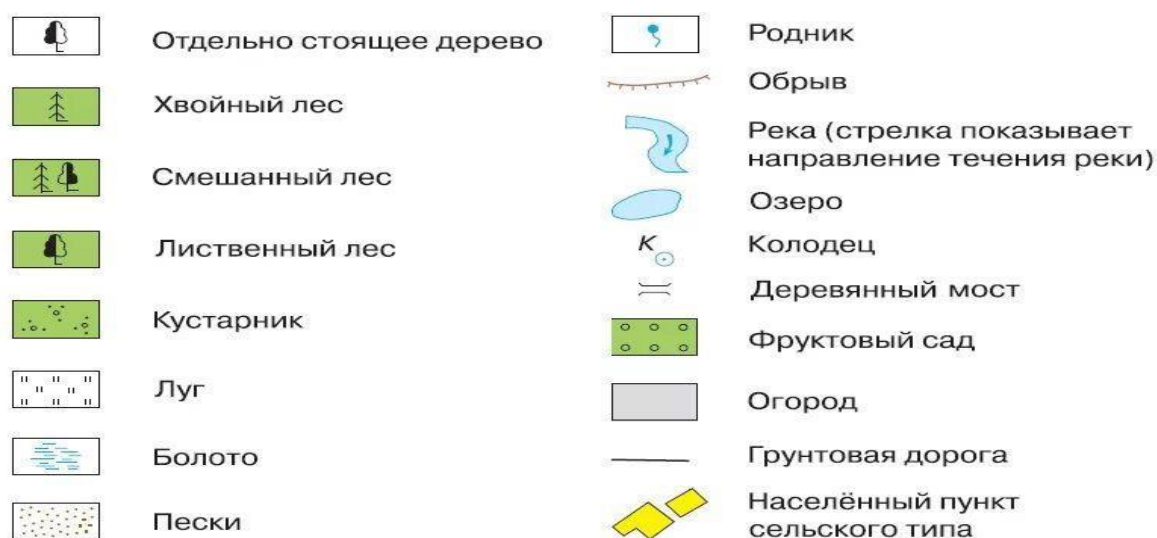 Отдельно стоящее дерево
Хвойный лес
Смешанный лес
Лиственный лес
Кустарник
Луг
Болото
Пески
Родник
Обрыв
Река (стрелка показывает
направление течения реки)
Озеро
К
Колодец
Деревянный мост
Фруктовый сад
Огород
Грунтовая дорога
Населённый пункт
сельского типа